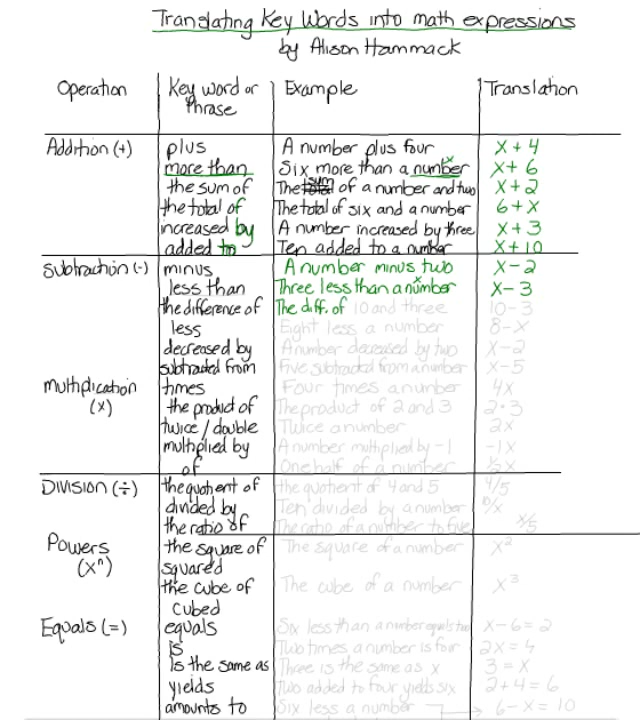 Translating Key Words into math expressions
by Alison Hammack
Operation Key word or Phrase Example Translation
Addition (+) plus A number plus four x + 4
more than Six more than a number x x + 6
the sum of The sum of a number and two x + 2
the total of The total of six and a number 6 + x
increased by A number increased by three x + 3
added to Ten added to a number x + 10
Subtraction (-) minus A number minus two x - 2
less than Three less than a number x x - 3
the difference of The diff. of 10 and three 10 - 3
less Eight less a number 8 - x
decreased by A number decreased by two x - 2
subtracted from Five subtracted from a number x - 5
multiplication (x) times Four times a number 4x
the product of The product of 2 and 3 2 · 3
twice / double Twice a number 2x
multiplied by A number multiplied by -1 -1x
of One half of a number ½x
Division (÷) the quotient of the quotient of 4 and 5 4/5
divided by Ten divided by a number 10/x
the ratio of The ratio of a number to five x/5
Powers (xⁿ) the square of The square of a number x²
squared
the cube of The cube of a number x³
cubed
Equals (=) equals Six less than a number equals two x - 6 = 2
is Two times a number is four 2x = 4
Is the same as Three is the same as x 3 = x
yields Two added to four yields six 2 + 4 = 6
amounts to Six less a number 6 - x = 10